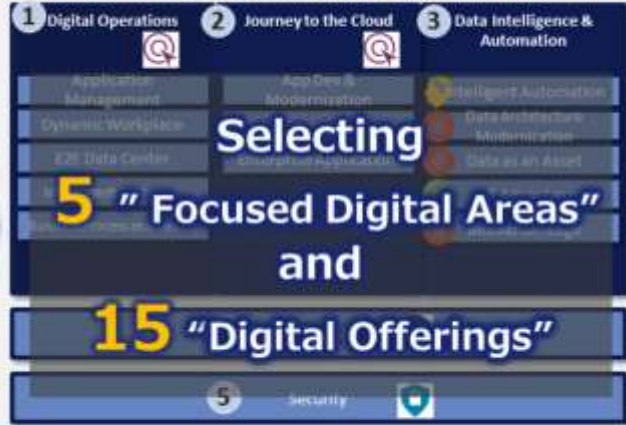 1 Digital Operations
2 Journey to the Cloud
3 Data Intelligence &
Automation
Application
Management
App Dev &
Modernization
Intelligent Automation
Dynamic Workplace
Data Architecture
Modernization
E2E Data Center
Enterprise Application
Data as an Asset
Selecting
5 " Focused Digital Areas"
and
15 "Digital Offerings"
5 Security